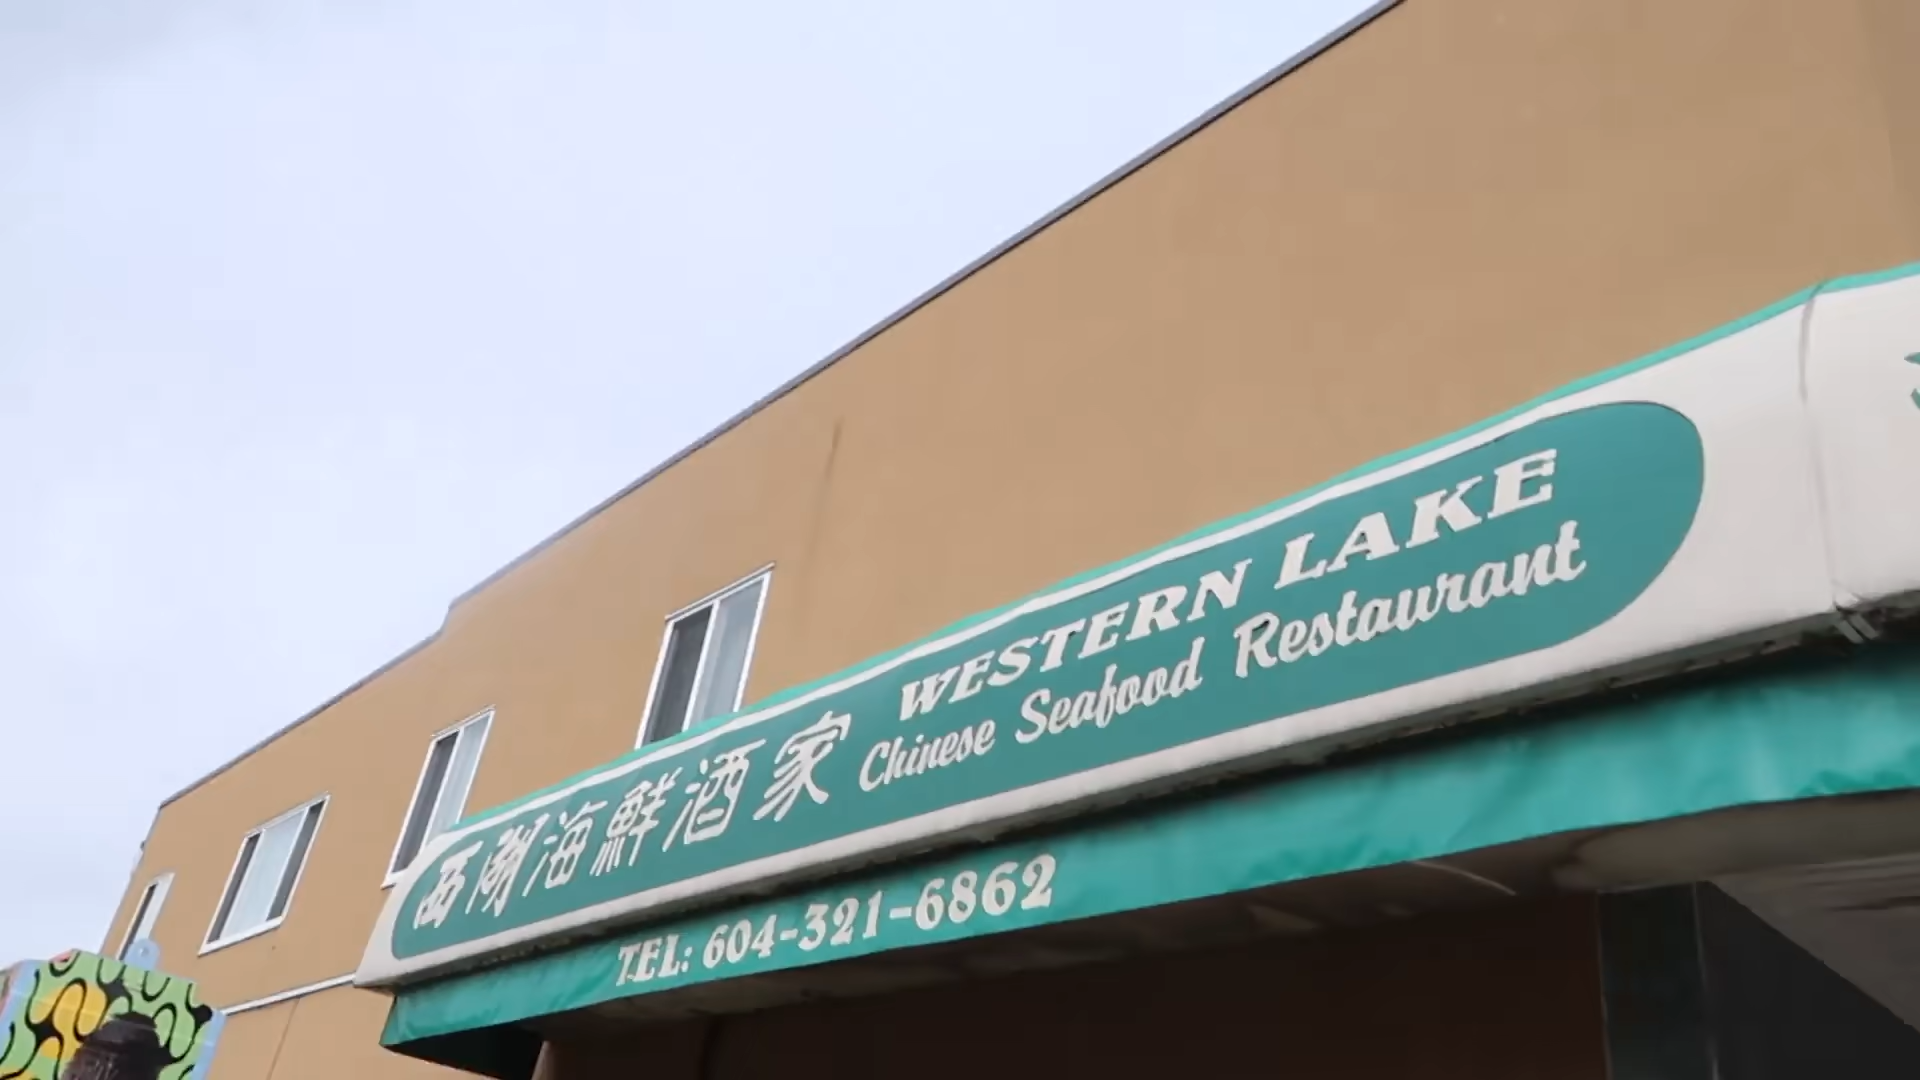 西湖海鮮酒家
WESTERN LAKE
Chinese Seafood Restaurant
TEL: 604-321-6862